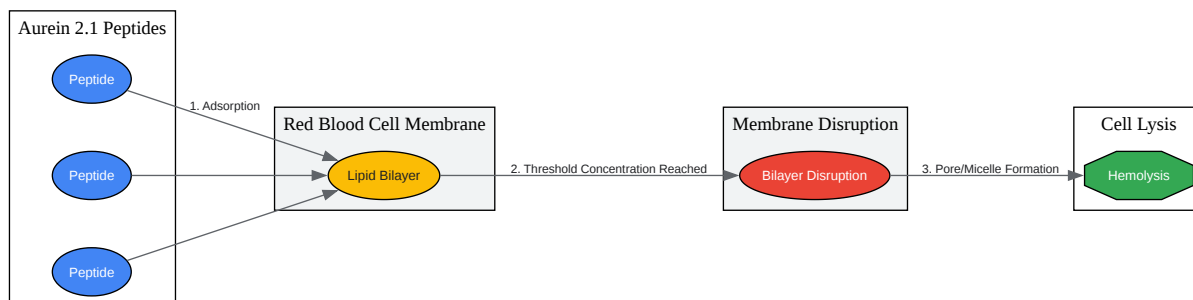 Aurein 2.1 Peptides
Peptide
Peptide
Peptide
1. Adsorption
Red Blood Cell Membrane
Lipid Bilayer
2. Threshold Concentration Reached
Membrane Disruption
Bilayer Disruption
3. Pore/Micelle Formation
Cell Lysis
Hemolysis